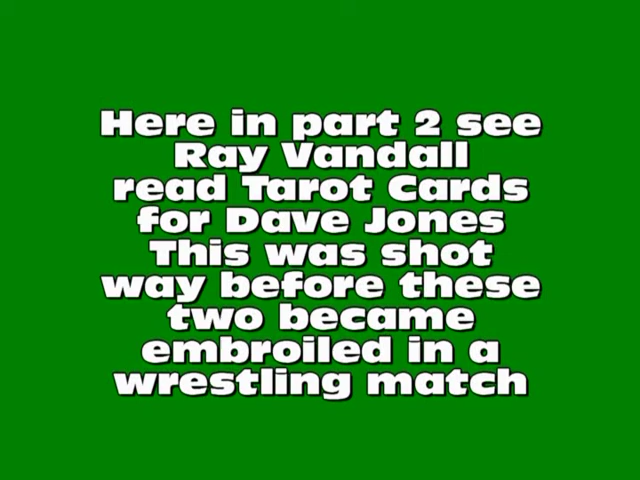 Here in part 2 see
Ray Vandall
read Tarot Cards
for Dave Jones
This was shot
way before these
two became
embroiled in a
wrestling match